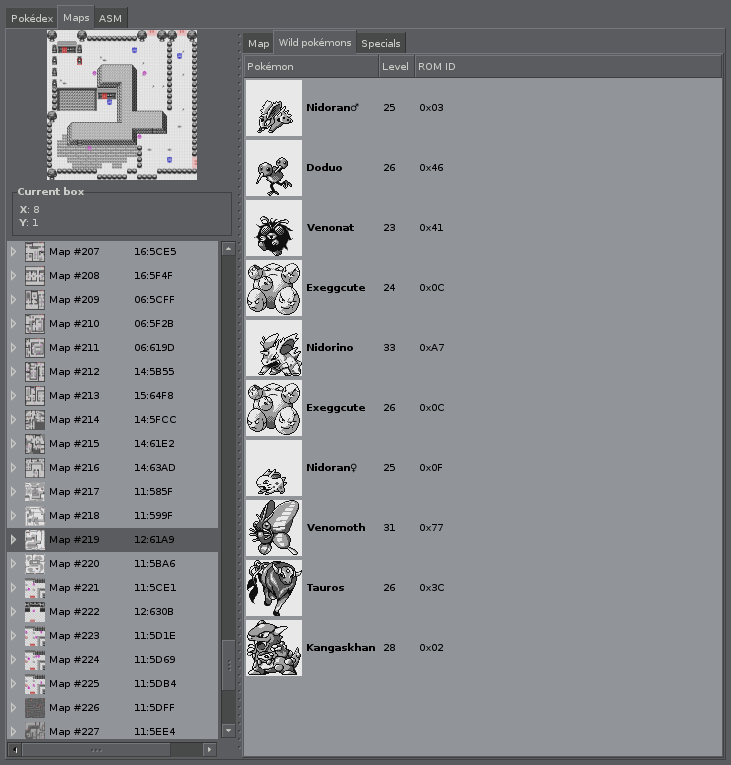 Pokédex Maps ASM
Current box
X: 8
Y: 1
Map #207 16:5CE5
Map #208 16:5F4F
Map #209 06:5CFF
Map #210 06:5F2B
Map #211 06:619D
Map #212 14:5B55
Map #213 15:64F8
Map #214 14:5FCC
Map #215 14:61E2
Map #216 14:63AD
Map #217 11:585F
Map #218 11:599F
Map #219 12:61A9
Map #220 11:5BA6
Map #221 11:5CE1
Map #222 12:630B
Map #223 11:5D1E
Map #224 11:5D69
Map #225 11:5DB4
Map #226 11:5DFF
Map #227 11:5EE4
Map Wild pokémons Specials
Pokémon Level ROM ID
Nidoran♂ 25 0x03
Doduo 26 0x46
Venonat 23 0x41
Exeggcute 24 0x0C
Nidorino 33 0xA7
Exeggcute 26 0x0C
Nidoran♀ 25 0x0F
Venomoth 31 0x77
Tauros 26 0x3C
Kangaskhan 28 0x02